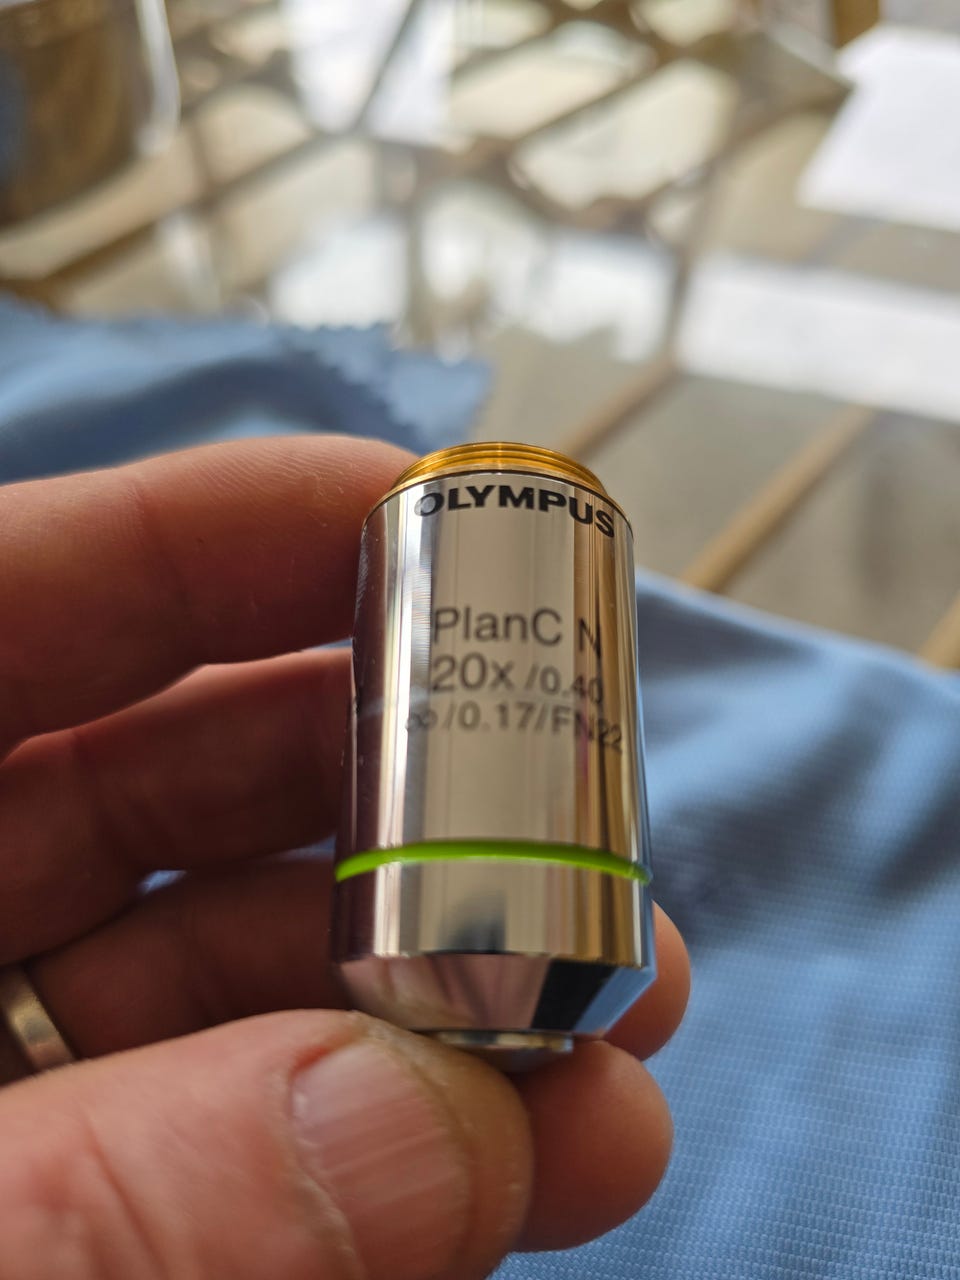 OLYMPUS
PlanC N
20x/0.40
∞/0.17/FN22